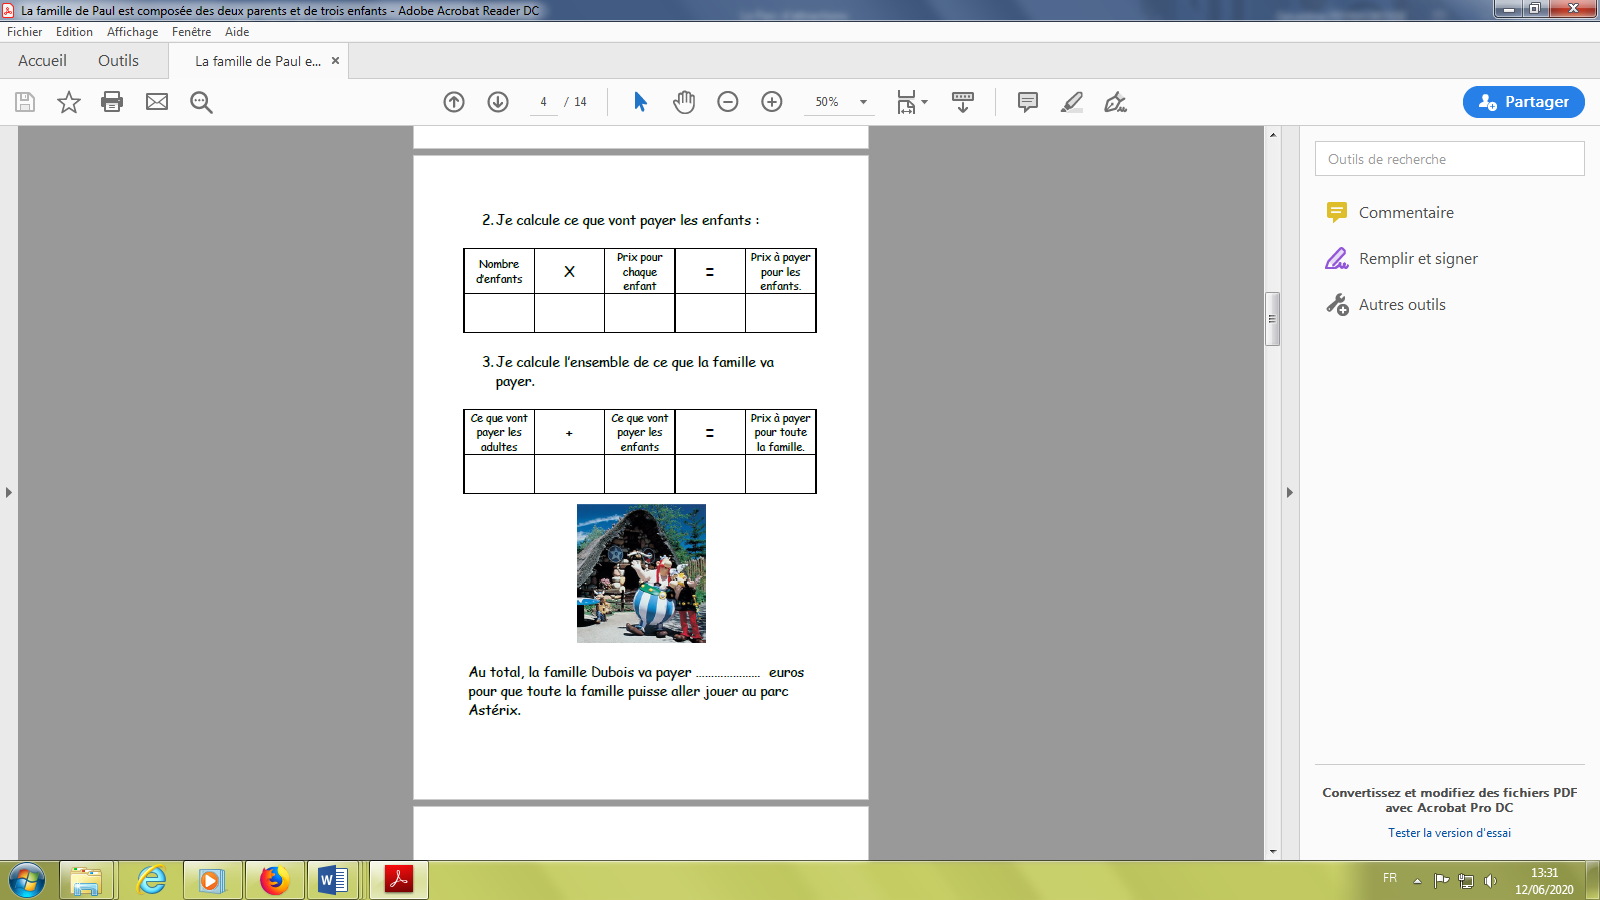 La famille de Paul est composée des deux parents et de trois enfants - Adobe Acrobat Reader DC
Fichier Edition Affichage Fenêtre Aide
Accueil Outils La famille de Paul e... ×
4 / 14 50% Partager
Outils de recherche
Commentaire
Remplir et signer
Autres outils
2. Je calcule ce que vont payer les enfants :
Nombre d'enfants X Prix pour chaque enfant = Prix à payer pour les enfants.
3. Je calcule l'ensemble de ce que la famille va
payer.
Ce que vont payer les adultes + Ce que vont payer les enfants = Prix à payer pour toute la famille.
Au total, la famille Dubois va payer ..................... euros
pour que toute la famille puisse aller jouer au parc
Astérix.
Convertissez et modifiez des fichiers PDF
avec Acrobat Pro DC
Tester la version d'essai
FR 13:31
12/06/2020